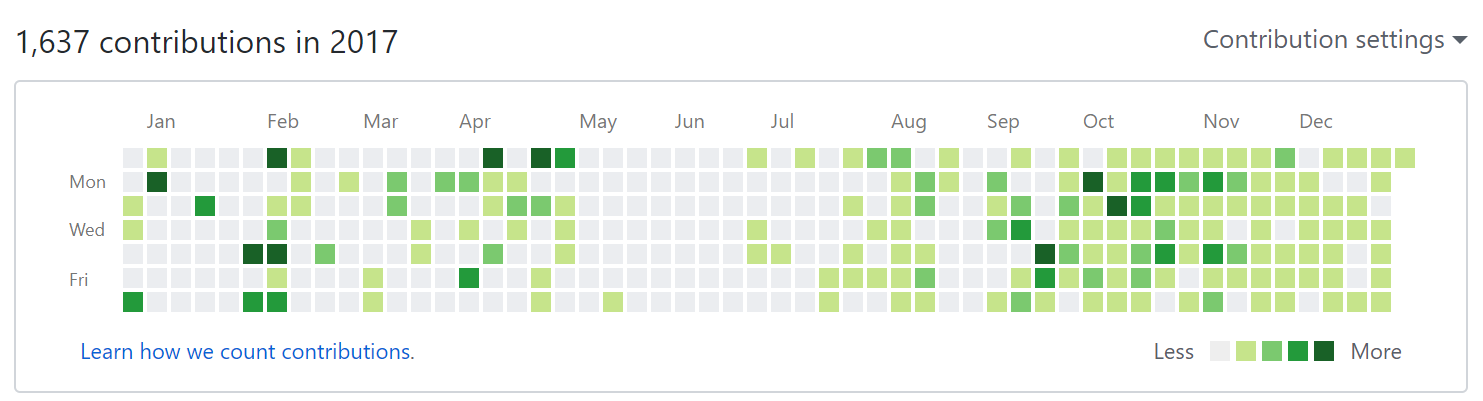 1,637 contributions in 2017
Contribution settings
Jan Feb Mar Apr May Jun Jul Aug Sep Oct Nov Dec
Mon
Wed
Fri
Learn how we count contributions.
Less More